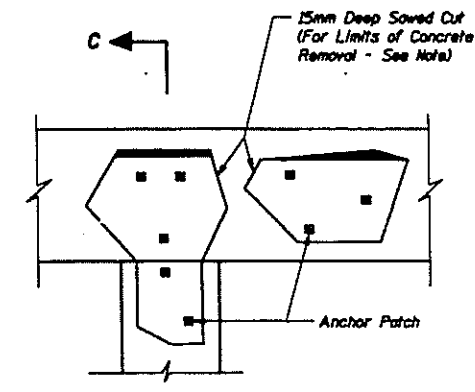 15mm Deep Sawed Cut
(For Limits of Concrete
Removal - See Note)
C
Anchor Patch